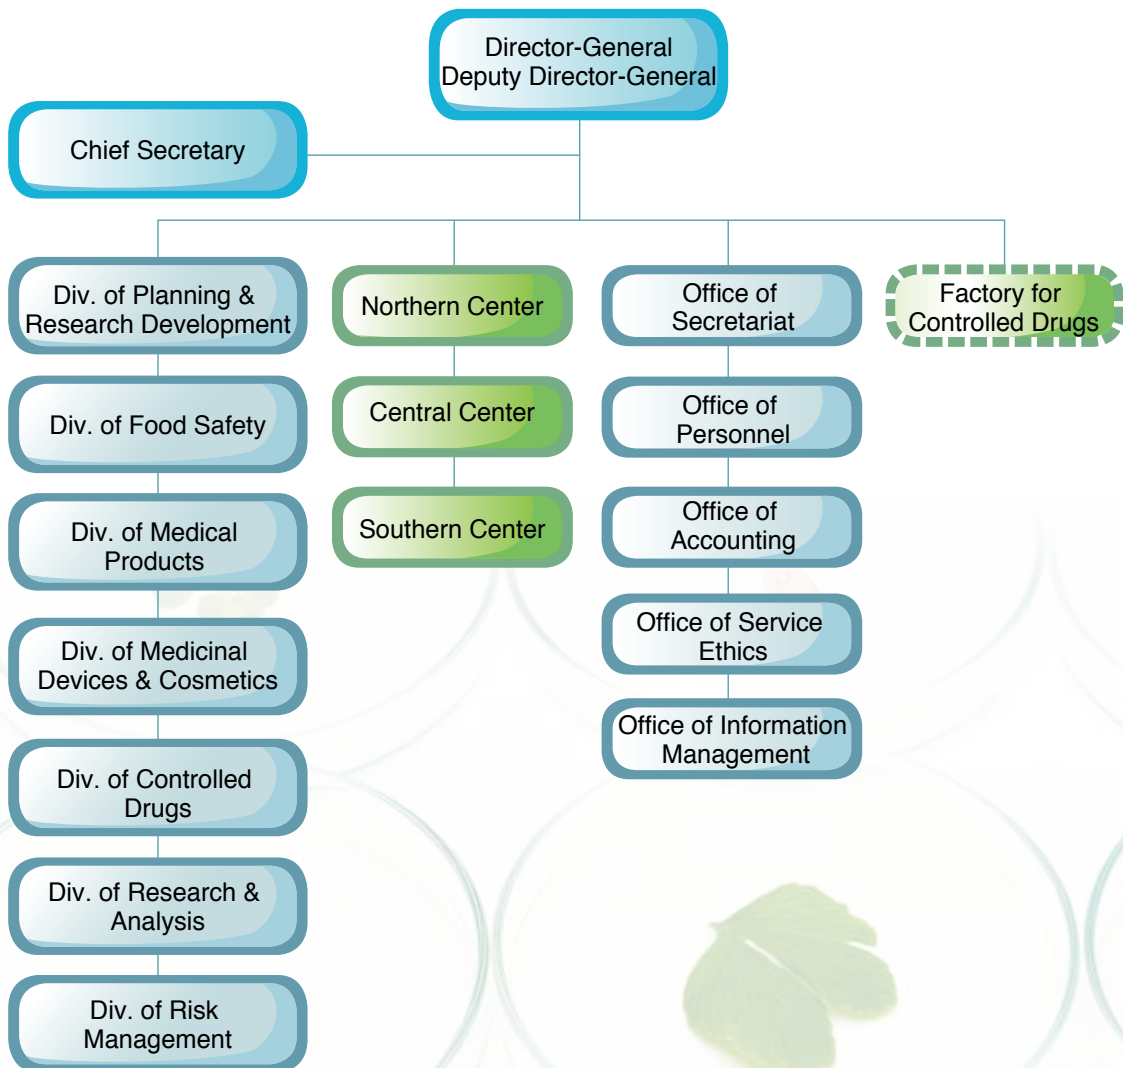 Director-General
Deputy Director-General
Chief Secretary
Div. of Planning &
Research Development
Div. of Food Safety
Div. of Medical
Products
Div. of Medicinal
Devices & Cosmetics
Div. of Controlled
Drugs
Div. of Research &
Analysis
Div. of Risk
Management
Northern Center
Central Center
Southern Center
Office of
Secretariat
Office of
Personnel
Office of
Accounting
Office of Service
Ethics
Office of Information
Management
Factory for
Controlled Drugs